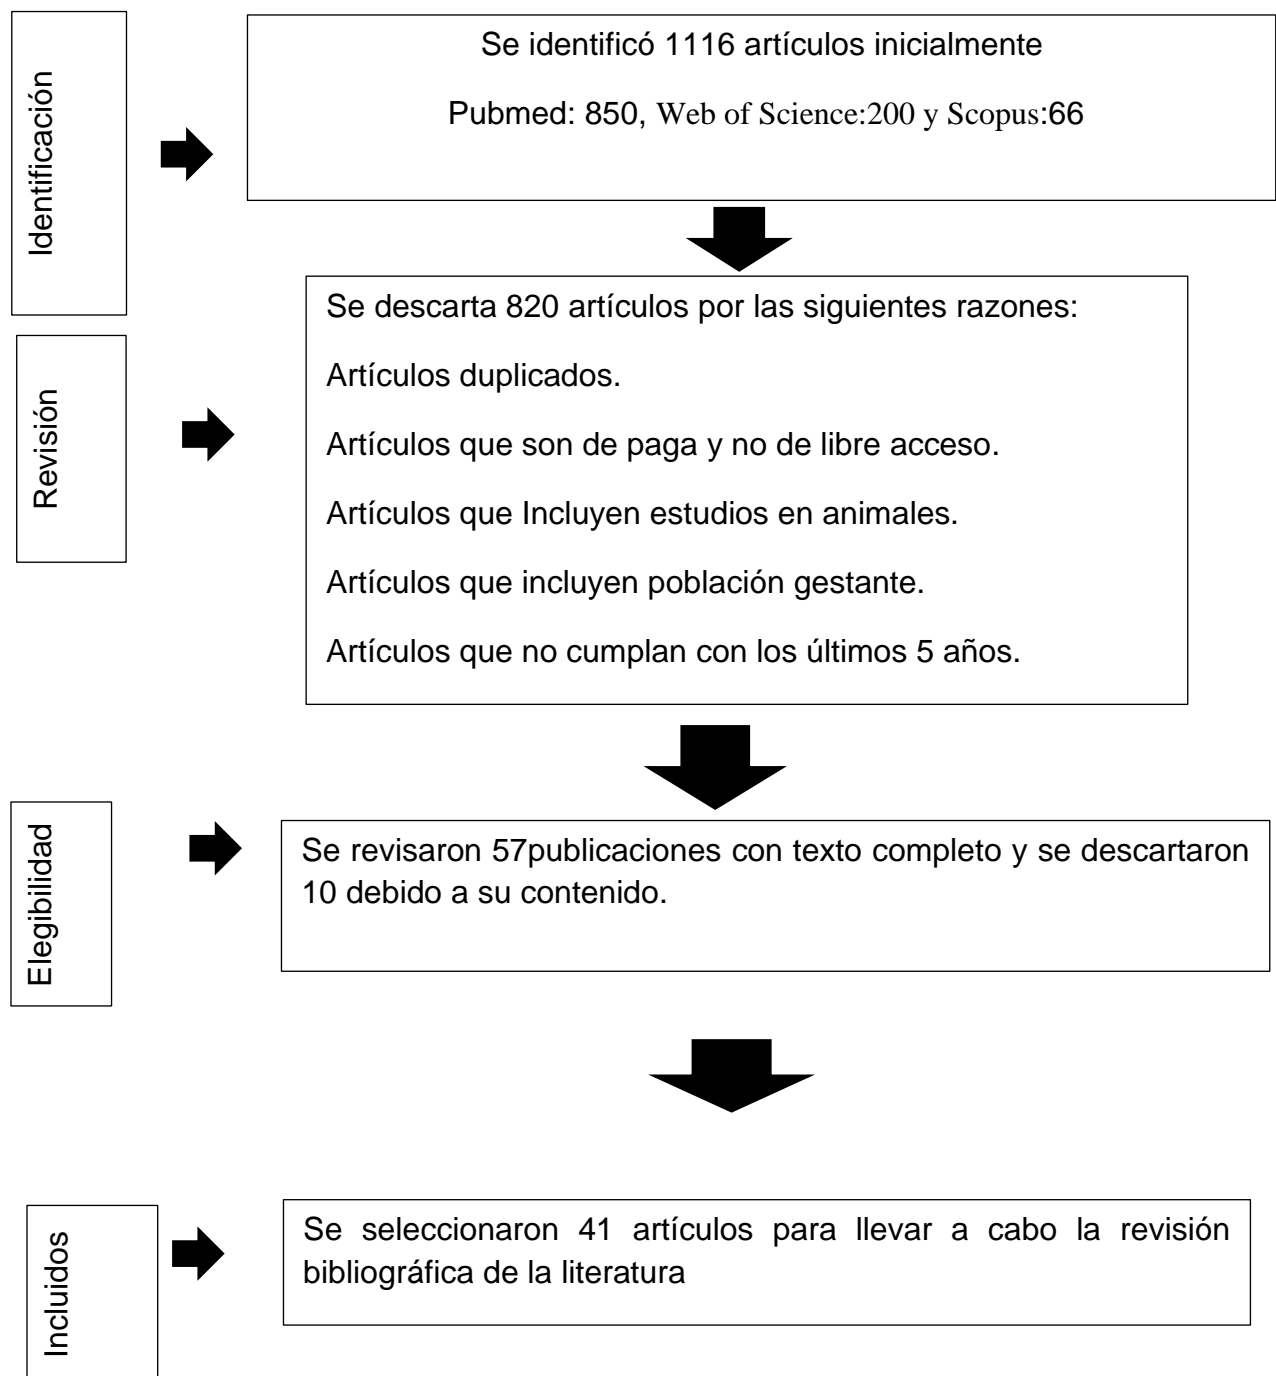 Identificación
Se identificó 1116 artículos inicialmente
Pubmed: 850, Web of Science:200 y Scopus:66
Revisión
Se descarta 820 artículos por las siguientes razones:
Artículos duplicados.
Artículos que son de paga y no de libre acceso.
Artículos que Incluyen estudios en animales.
Artículos que incluyen población gestante.
Artículos que no cumplan con los últimos 5 años.
Elegibilidad
Se revisaron 57publicaciones con texto completo y se descartaron
10 debido a su contenido.
Incluidos
Se seleccionaron 41 artículos para llevar a cabo la revisión
bibliográfica de la literatura